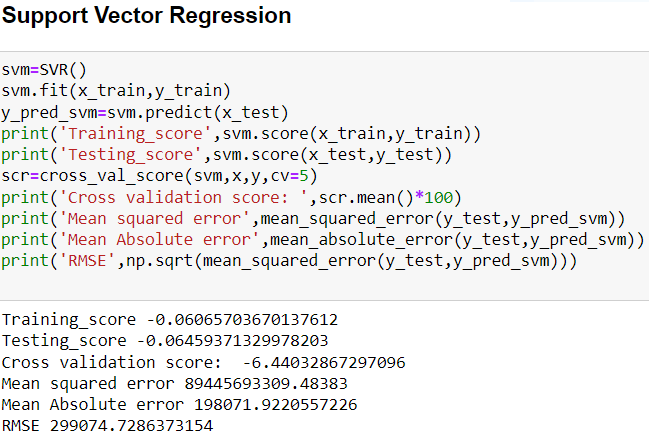 Support Vector Regression
svm=SVR()
svm.fit(x_train,y_train)
y_pred_svm=svm.predict(x_test)
print('Training_score',svm.score(x_train,y_train))
print('Testing_score',svm.score(x_test,y_test))
scr=cross_val_score(svm,x,y,cv=5)
print('Cross validation score: ',scr.mean()*100)
print('Mean squared error',mean_squared_error(y_test,y_pred_svm))
print('Mean Absolute error',mean_absolute_error(y_test,y_pred_svm))
print('RMSE',np.sqrt(mean_squared_error(y_test,y_pred_svm)))
Training_score -0.06065703670137612
Testing_score -0.06459371329978203
Cross validation score:  -6.44032867297096
Mean squared error 89445693309.48383
Mean Absolute error 198071.9220557226
RMSE 299074.7286373154